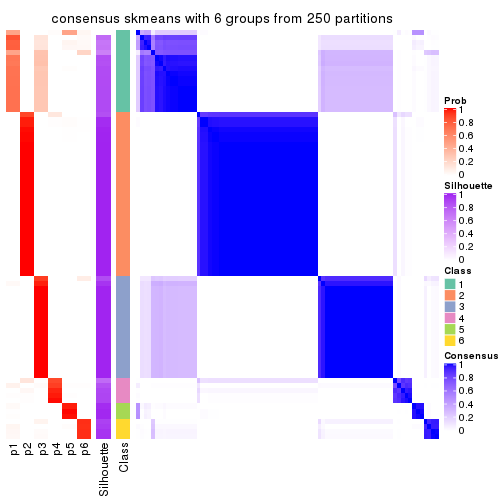 consensus skmeans with 6 groups from 250 partitions
Prob
1
0.8
0.6
0.4
0.2
0
Silhouette
1
0.8
0.6
0.4
0.2
0
Class
1
2
3
4
5
6
Consensus
1
0.8
0.6
0.4
0.2
0
p1
p2
p3
p4
p5
p6
Silhouette
Class